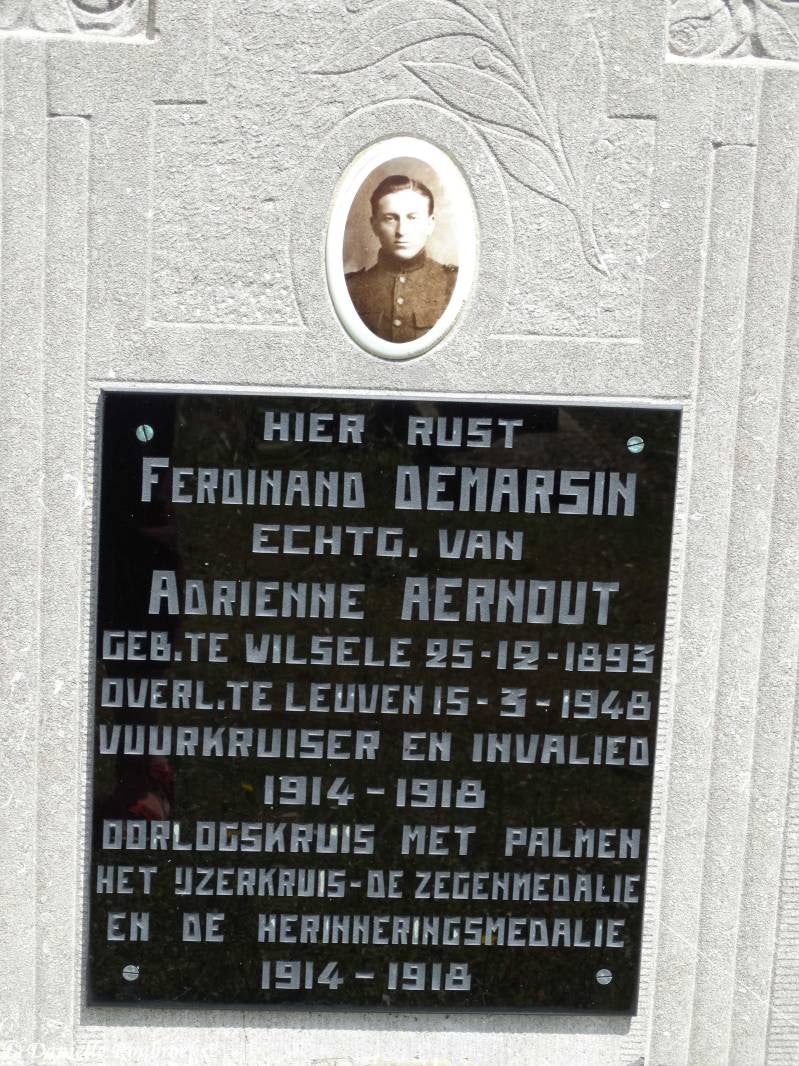 HIER RUST
FERDINAND DEMARSIN
ECHTG. VAN
ADRIENNE AERNOUT
GEB.TE WILSELE 25-12-1893
OVERL.TE LEUVEN 15-3-1948
VUURKRUISER EN INVALIED
1914-1918
OORLOGSKRUIS MET PALMEN
HET IJZERKRUIS-DE ZEGENMEDALIE
EN DE HERINNERINGSMEDALIE
1914-1918